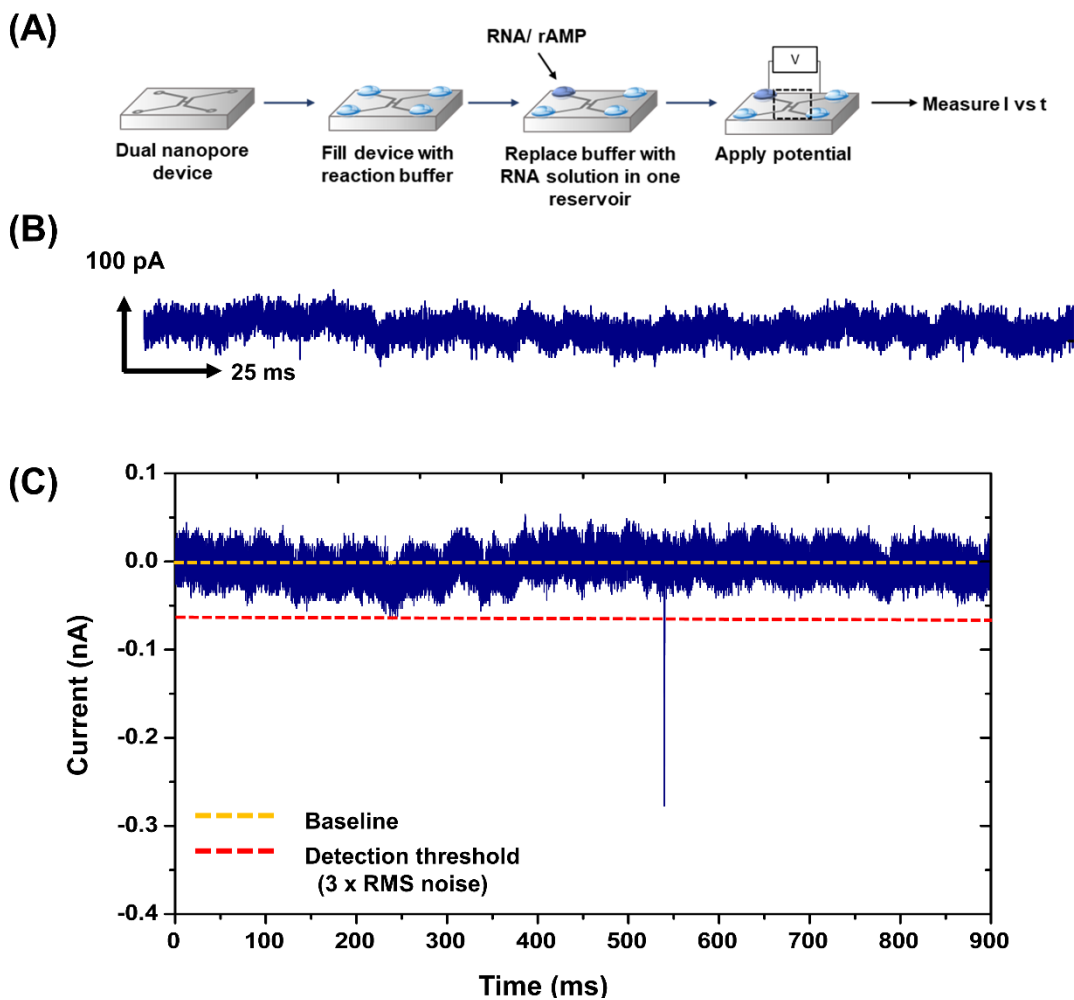 (A)
RNA/ rAMP
V
Measure I vs t
Dual nanopore
device
Fill device with
reaction buffer
Replace buffer with
RNA solution in one
reservoir
Apply potential
(B)
100 pA
25 ms
(C)
0.1
0.0
-0.1
-0.2
-0.3
-0.4
Current (nA)
Baseline
Detection threshold
(3 x RMS noise)
0 100 200 300 400 500 600 700 800 900
Time (ms)